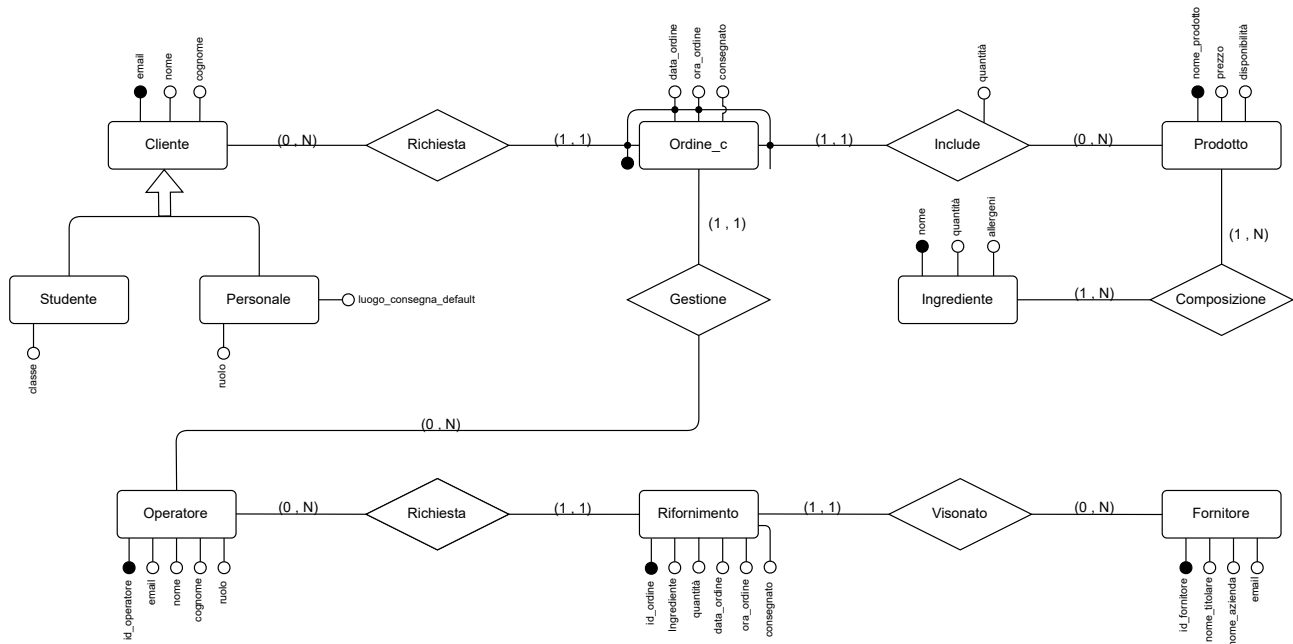 email
nome
cognome
data_ordine
ora_ordine
consegnato
quantità
nome_prodotto
prezzo
disponibilità
Cliente
(0 , N)
Richiesta
(1 , 1)
Ordine_c
(1 , 1)
Include
(0 , N)
Prodotto
(1 , 1)
nome
quantità
allergeni
(1 , N)
Studente
Personale
luogo_consegna_default
Gestione
Ingrediente
(1 , N)
Composizione
classe
ruolo
(0 , N)
Operatore
(0 , N)
Richiesta
(1 , 1)
Rifornimento
(1 , 1)
Visonato
(0 , N)
Fornitore
id_operatore
email
nome
cognome
ruolo
id_ordine
Ingrediente
quantità
data_ordine
ora_ordine
consegnato
id_fornitore
nome_titolare
nome_azienda
email